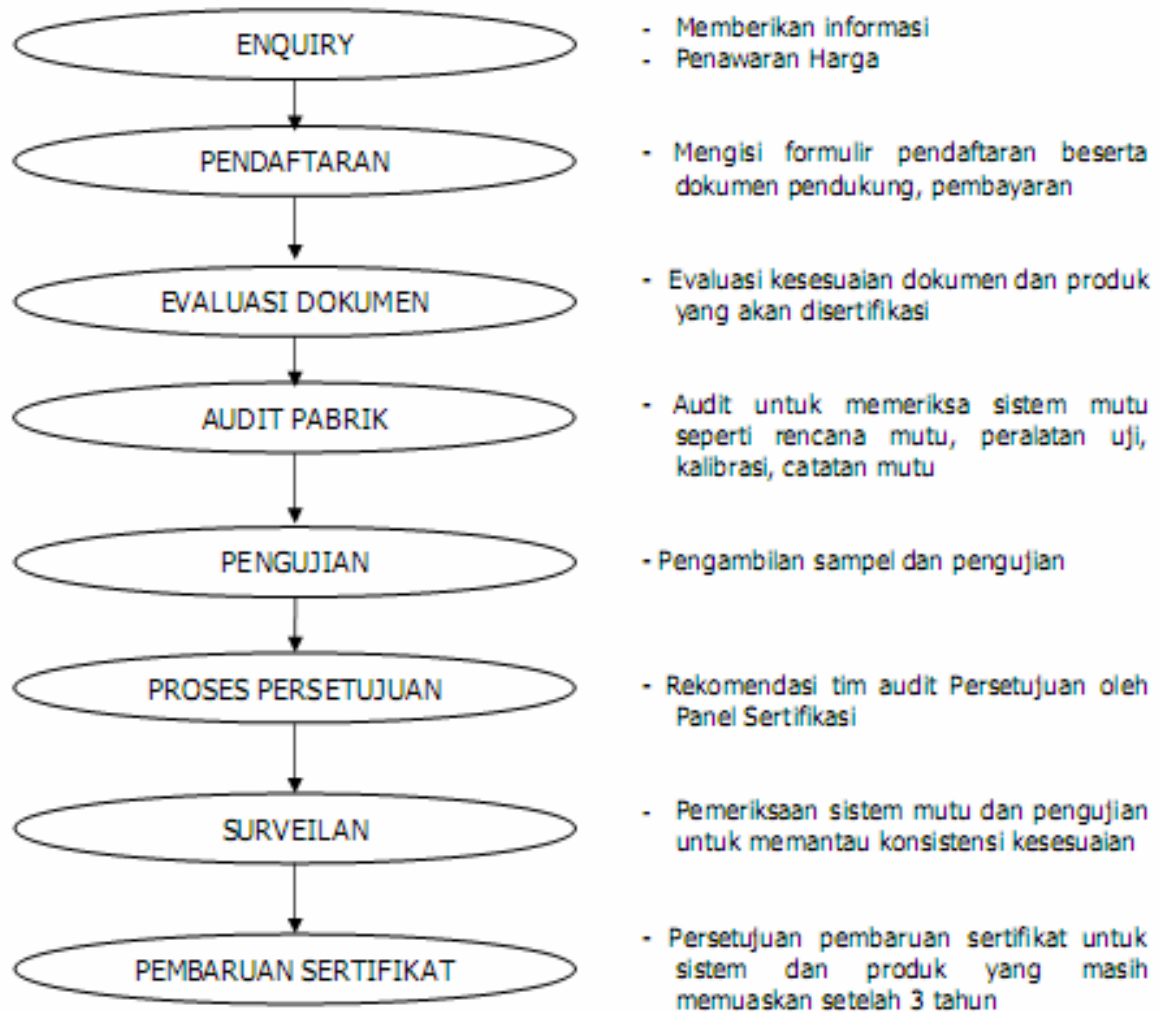 ENQUIRY
- Memberikan informasi
- Penawaran Harga
PENDAFTARAN
- Mengisi formulir pendaftaran beserta
dokumen pendukung, pembayaran
EVALUASI DOKUMEN
- Evaluasi kesesuaian dokumen dan produk
yang akan disertifikasi
AUDIT PABRIK
- Audit untuk memeriksa sistem mutu
seperti rencana mutu, peralatan uji,
kalibrasi, catatan mutu
PENGUJIAN
- Pengambilan sampel dan pengujian
PROSES PERSETUJUAN
- Rekomendasi tim audit Persetujuan oleh
Panel Sertifikasi
SURVEILAN
- Pemeriksaan sistem mutu dan pengujian
untuk memantau konsistensi kesesuaian
PEMBARUAN SERTIFIKAT
- Persetujuan pembaruan sertifikat untuk
sistem dan produk yang masih
memuaskan setelah 3 tahun